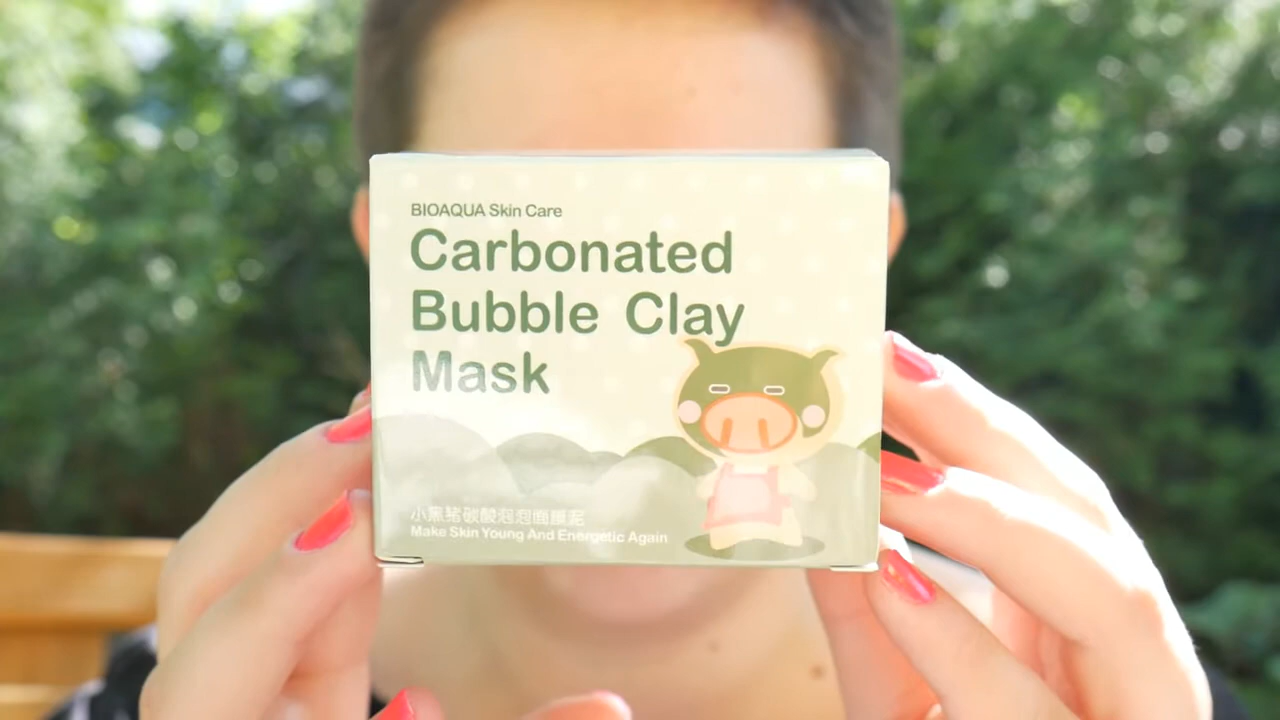 BIOAQUA Skin Care
Carbonated
Bubble Clay
Mask
小黑猪碳酸泡泡面膜泥
Make Skin Young And Energetic Again